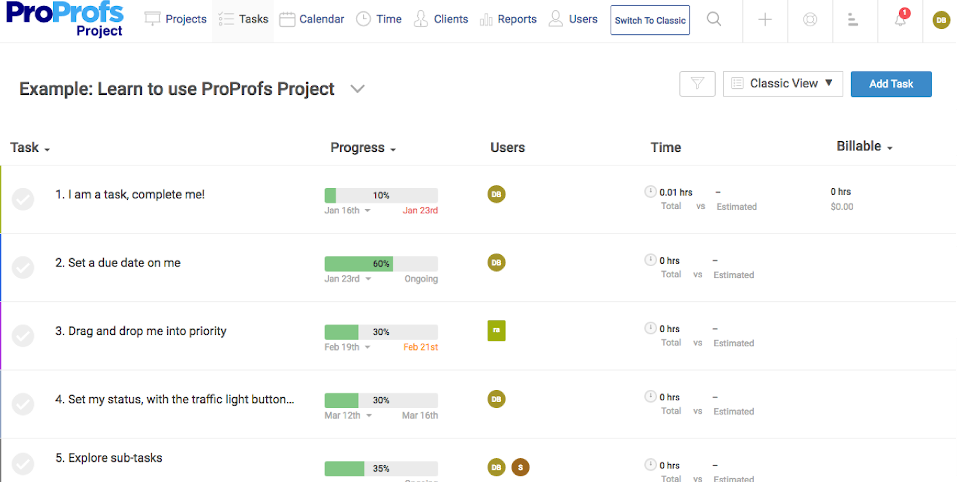 ProProfs
Project
Projects
Tasks
Calendar
Time
Clients
Reports
Users
Switch To Classic
1
DB
Example: Learn to use ProProfs Project
Classic View
Add Task
Task
Progress
Users
Time
Billable
1. I am a task, complete me!
10%
Jan 16th
Jan 23rd
DB
0.01 hrs –
Total vs Estimated
0 hrs
$0.00
2. Set a due date on me
60%
Jan 23rd
Ongoing
DB
0 hrs –
Total vs Estimated
3. Drag and drop me into priority
30%
Feb 19th
Feb 21st
rs
0 hrs –
Total vs Estimated
4. Set my status, with the traffic light button...
30%
Mar 12th
Mar 16th
DB
0 hrs –
Total vs Estimated
5. Explore sub-tasks
35%
Ongoing
DB
S
0 hrs –
Total vs Estimated